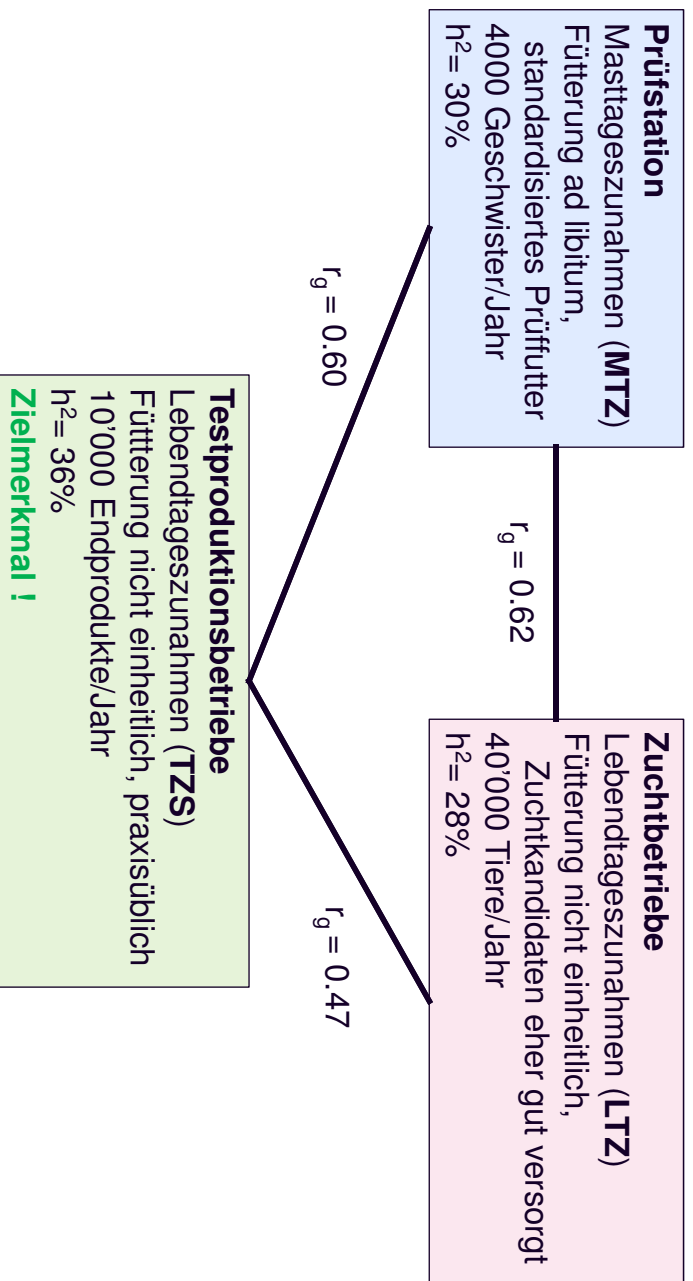 Prüfstation
Masttageszunahmen (MTZ)
Fütterung ad libitum,
standardisiertes Prüffutter
4000 Geschwister/Jahr
h²= 30%
r_g = 0.62
Zuchtbetriebe
Lebendtageszunahmen (LTZ)
Fütterung nicht einheitlich,
Zuchtkandidaten eher gut versorgt
40’000 Tiere/Jahr
h²= 28%
r_g = 0.60
r_g = 0.47
Testproduktionsbetriebe
Lebendtageszunahmen (TZS)
Füttterung nicht einheitlich, praxisüblich
10’000 Endprodukte/Jahr
h²= 36%
Zielmerkmal !